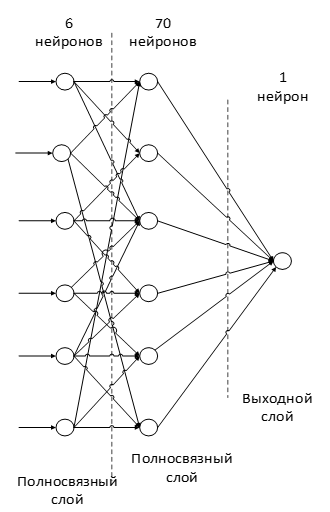 6
нейронов
70
нейронов
1
нейрон
Выходной
слой
Полносвязный
слой
Полносвязный
слой